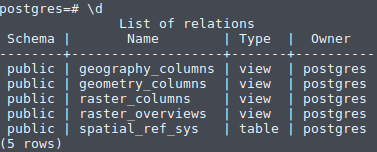 postgres=# \d
List of relations
Schema | Name | Type | Owner
--------+-------------------+-------+----------
public | geography_columns | view | postgres
public | geometry_columns | view | postgres
public | raster_columns | view | postgres
public | raster_overviews | view | postgres
public | spatial_ref_sys | table | postgres
(5 rows)